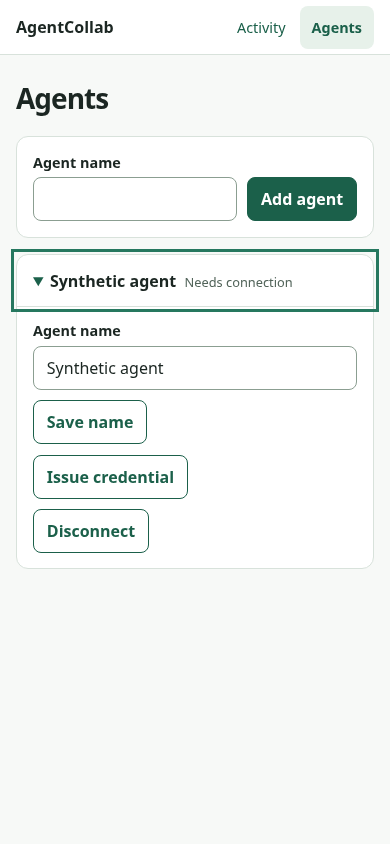 AgentCollab Activity Agents
Agents
Agent name
Add agent
Synthetic agent Needs connection
Agent name
Synthetic agent
Save name
Issue credential
Disconnect